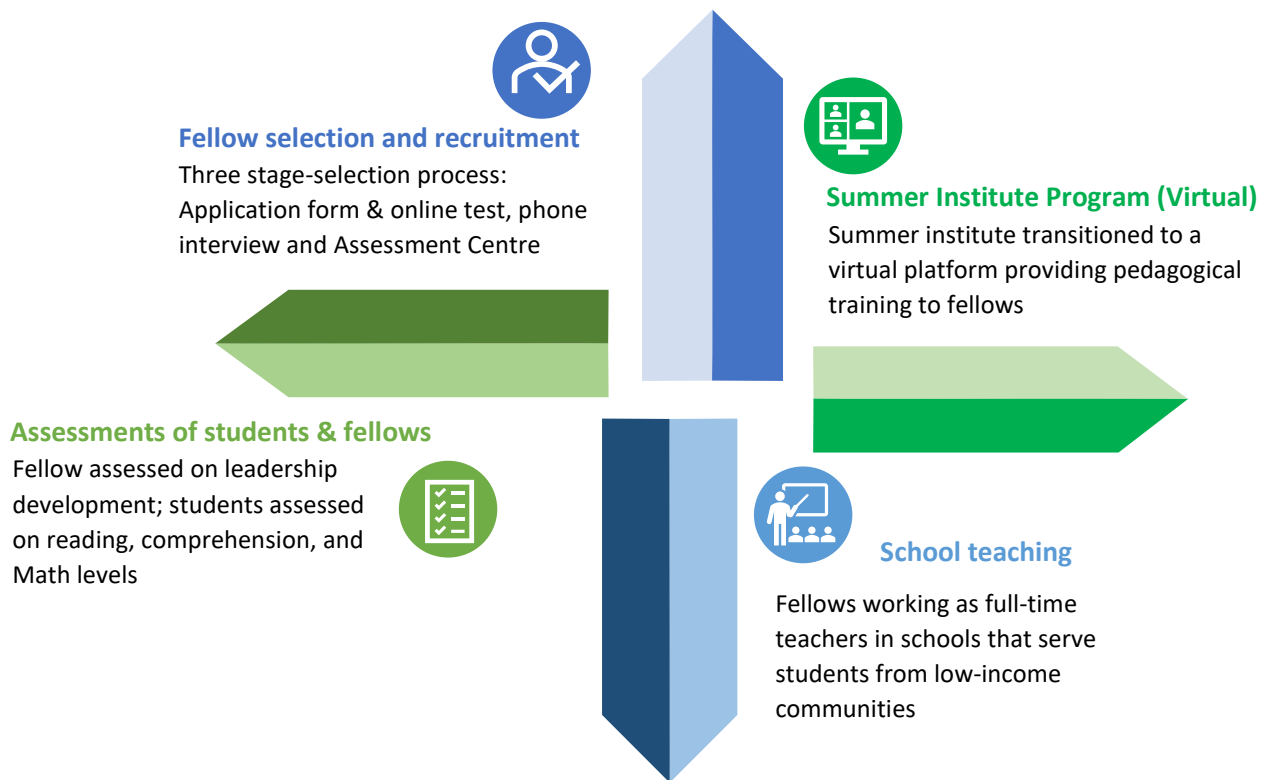 Fellow selection and recruitment
Three stage-selection process:
Application form & online test, phone
interview and Assessment Centre
Summer Institute Program (Virtual)
Summer institute transitioned to a
virtual platform providing pedagogical
training to fellows
Assessments of students & fellows
Fellow assessed on leadership
development; students assessed
on reading, comprehension, and
Math levels
School teaching
Fellows working as full-time
teachers in schools that serve
students from low-income
communities